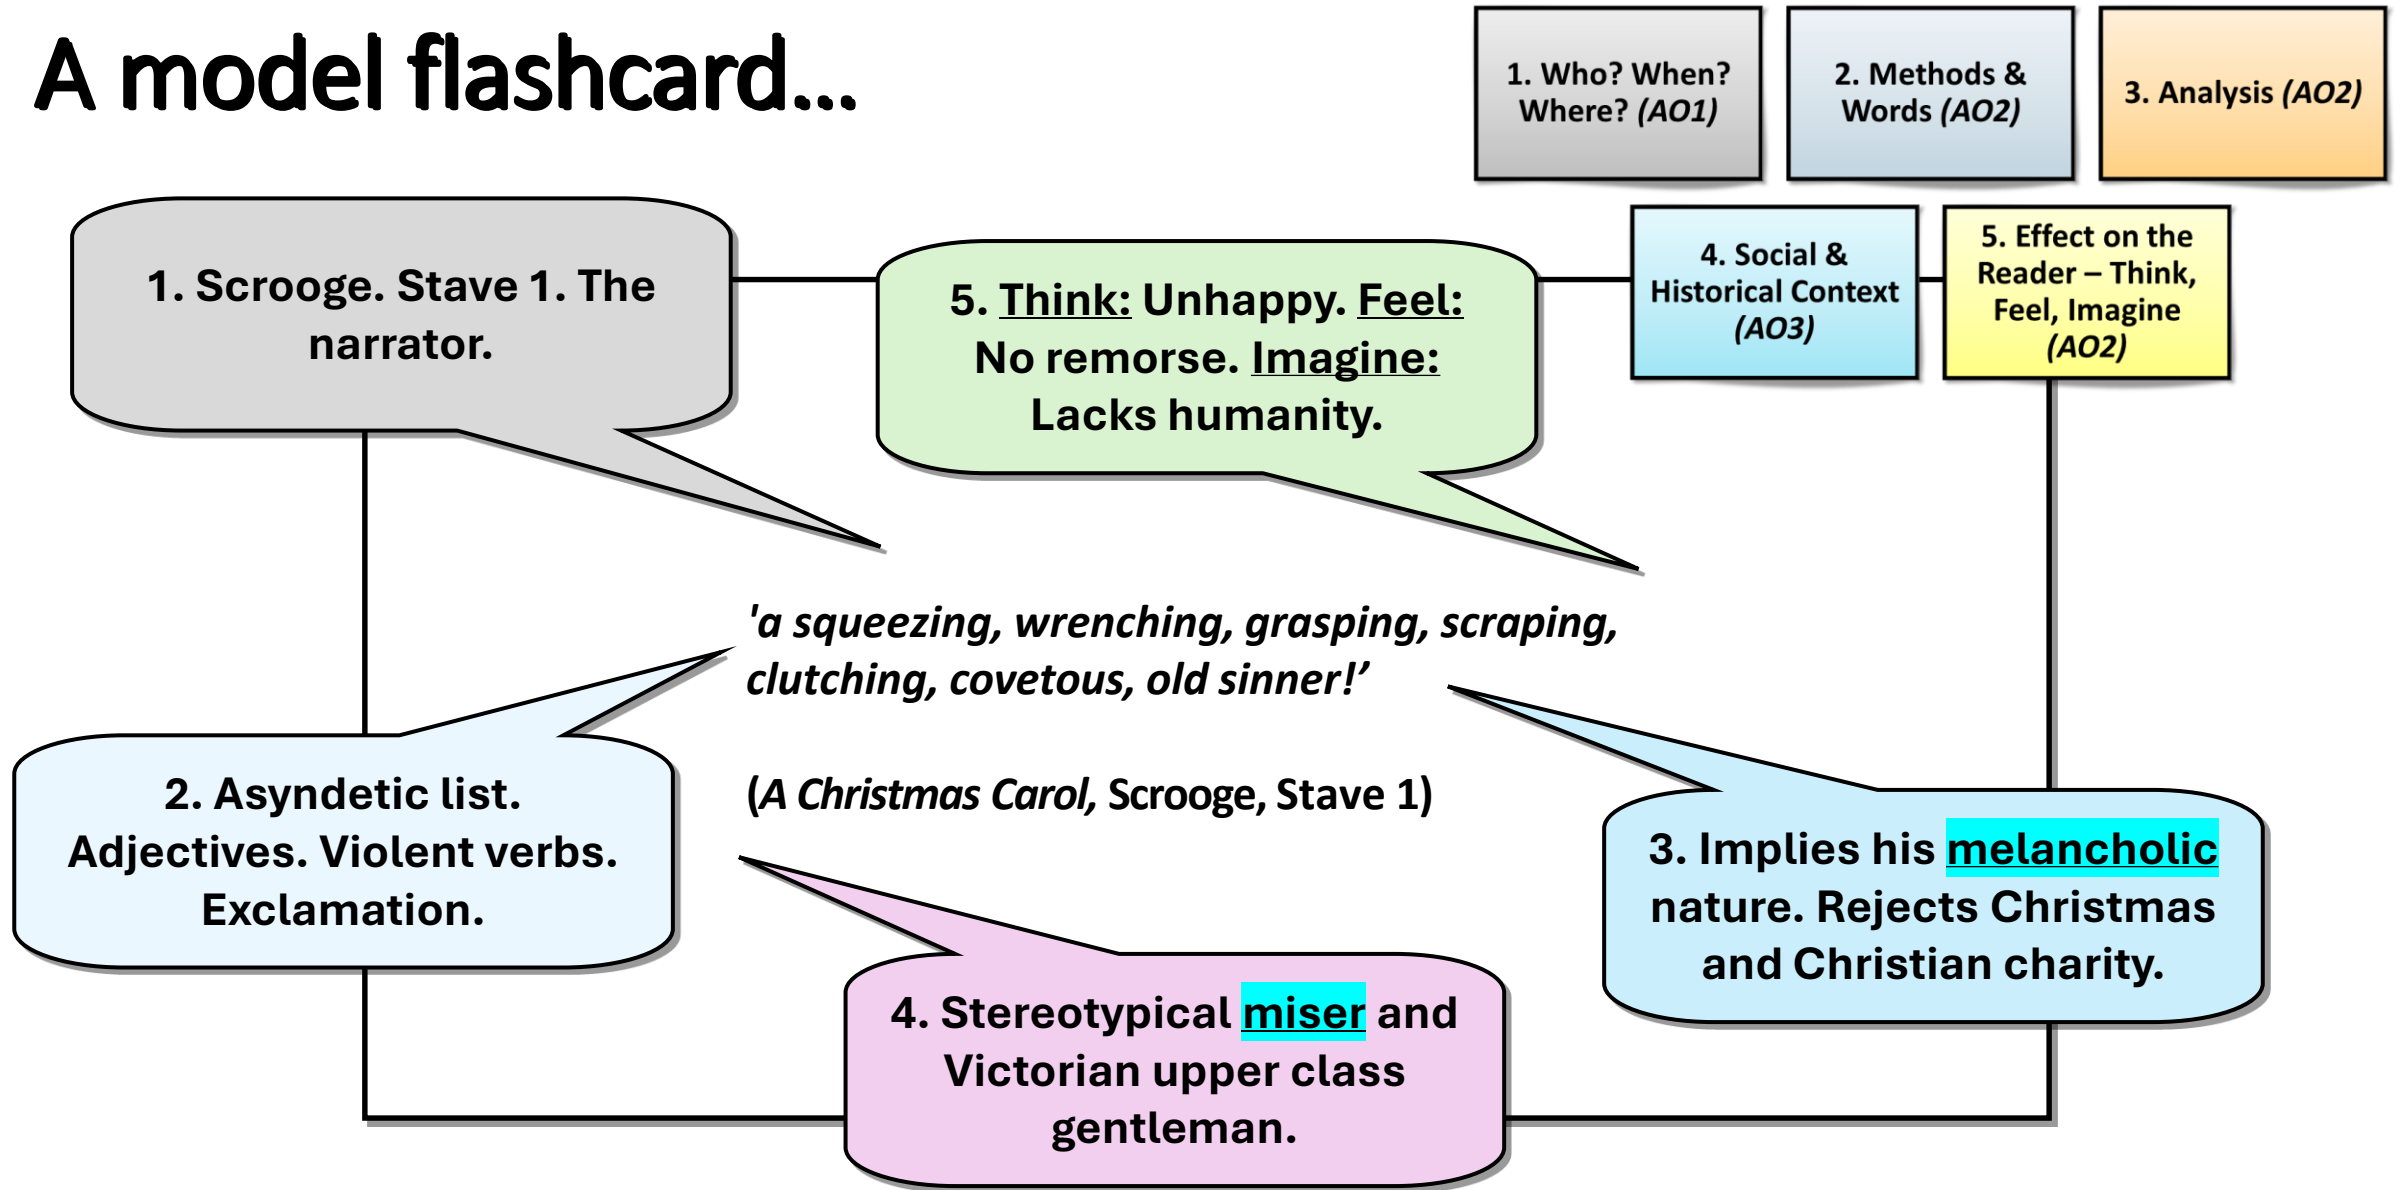 A model flashcard...
1. Who? When?
Where? (AO1)
2. Methods &
Words (AO2)
3. Analysis (AO2)
4. Social &
Historical Context
(AO3)
5. Effect on the
Reader – Think,
Feel, Imagine
(AO2)
1. Scrooge. Stave 1. The
narrator.
5. Think: Unhappy. Feel:
No remorse. Imagine:
Lacks humanity.
'a squeezing, wrenching, grasping, scraping,
clutching, covetous, old sinner!’
(A Christmas Carol, Scrooge, Stave 1)
2. Asyndetic list.
Adjectives. Violent verbs.
Exclamation.
3. Implies his melancholic
nature. Rejects Christmas
and Christian charity.
4. Stereotypical miser and
Victorian upper class
gentleman.